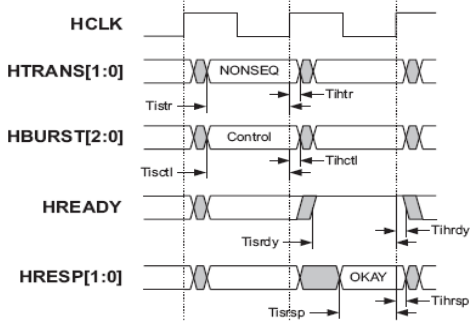 HCLK
HTRANS[1:0] NONSEQ
Tistr Tihtr
HBURST[2:0] Control
Tisctl Tihctl
HREADY
Tisrdy Tihrdy
HRESP[1:0] OKAY
Tisrsp Tihrsp